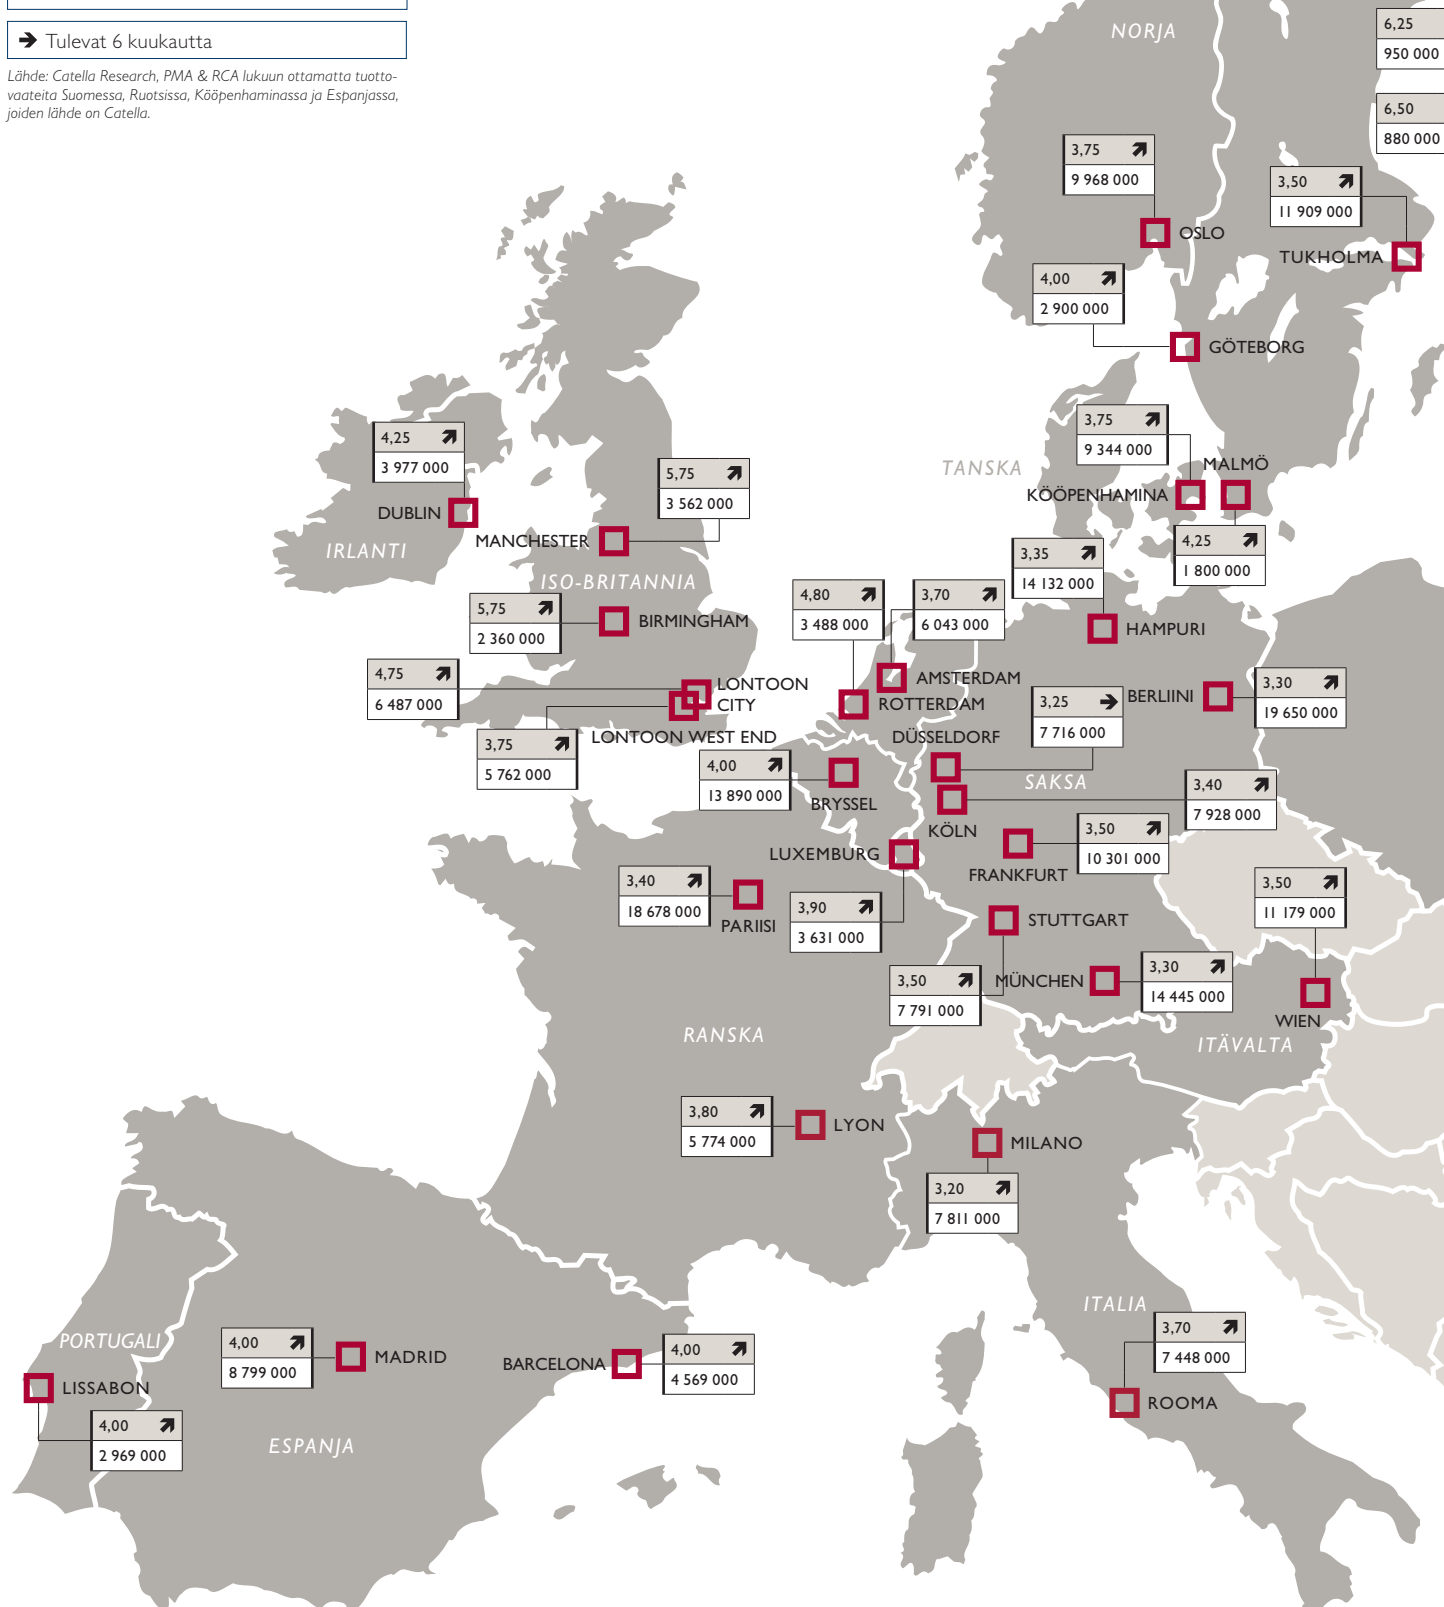 Tulevat 6 kuukautta
Lähde: Catella Research, PMA & RCA lukuun ottamatta tuotto-
vaateita Suomessa, Ruotsissa, Kööpenhaminassa ja Espanjassa,
joiden lähde on Catella.
NORJA
6,25
950 000
6,50
880 000
3,75
9 968 000
OSLO
3,50
11 909 000
TUKHOLMA
4,00
2 900 000
GÖTEBORG
3,75
9 344 000
TANSKA
MALMÖ
KÖÖPENHAMINA
4,25
1 800 000
4,25
3 977 000
DUBLIN
IRLANTI
5,75
3 562 000
MANCHESTER
ISO-BRITANNIA
5,75
2 360 000
BIRMINGHAM
4,75
6 487 000
LONTOON
CITY
3,75
5 762 000
LONTOON WEST END
4,80
3 488 000
3,70
6 043 000
AMSTERDAM
ROTTERDAM
3,35
14 132 000
HAMPURI
3,30
19 650 000
BERLIINI
3,25
7 716 000
DÜSSELDORF
SAKSA
4,00
13 890 000
BRYSSEL
3,40
7 928 000
KÖLN
3,50
10 301 000
FRANKFURT
LUXEMBURG
3,90
3 631 000
3,40
18 678 000
PARIISI
3,50
11 179 000
WIEN
STUTTGART
3,50
7 791 000
MÜNCHEN
3,30
14 445 000
ITÄVALTA
RANSKA
3,80
5 774 000
LYON
MILANO
3,20
7 811 000
ITALIA
3,70
7 448 000
ROOMA
PORTUGALI
4,00
8 799 000
MADRID
BARCELONA
4,00
4 569 000
LISSABON
4,00
2 969 000
ESPANJA